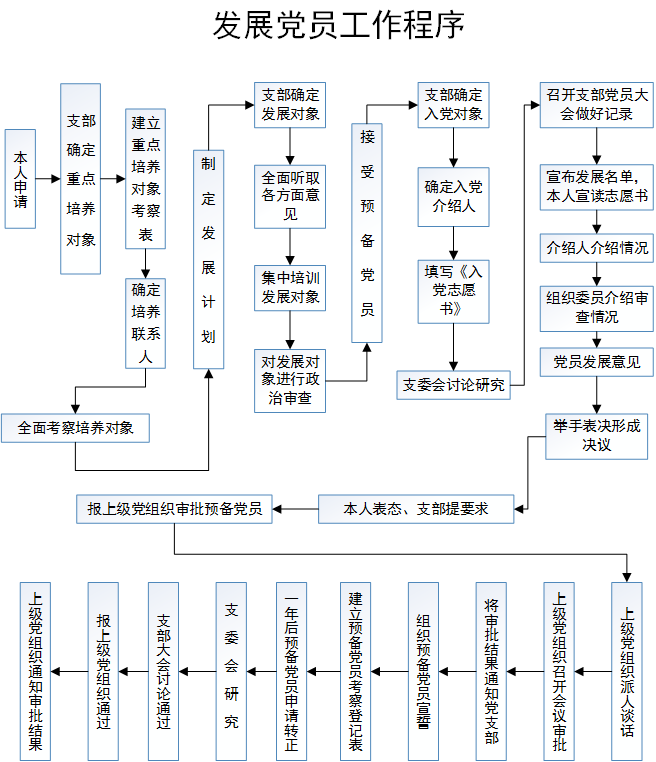 发展党员工作程序
本人申请
支部
确定
重点
培养
对象
建立
重点
培养
对象
考察
表
确定
培养
联系
人
全面考察培养对象
制定发展计划
支部确定
发展对象
全面听取
各方面意
见
集中培训
发展对象
对发展对
象进行政
治审查
接受预备党员
支部确定
入党对象
确定入党
介绍人
填写《入
党志愿
书》
支委会讨论研究
召开支部党员大
会做好记录
宣布发展名单，
本人宣读志愿书
介绍人介绍情况
组织委员介绍审
查情况
党员发展意见
举手表决形成
决议
本人表态、支部提要求
报上级党组织审批预备党员
上级党组织派人谈话
上级党组织召开会议审批
将审批结果通知党支部
组织预备党员宣誓
建立预备党员考察登记表
一年后预备党员申请转正
支委会研究
支部大会讨论通过
报上级党组织通过
上级党组织通知审批结果